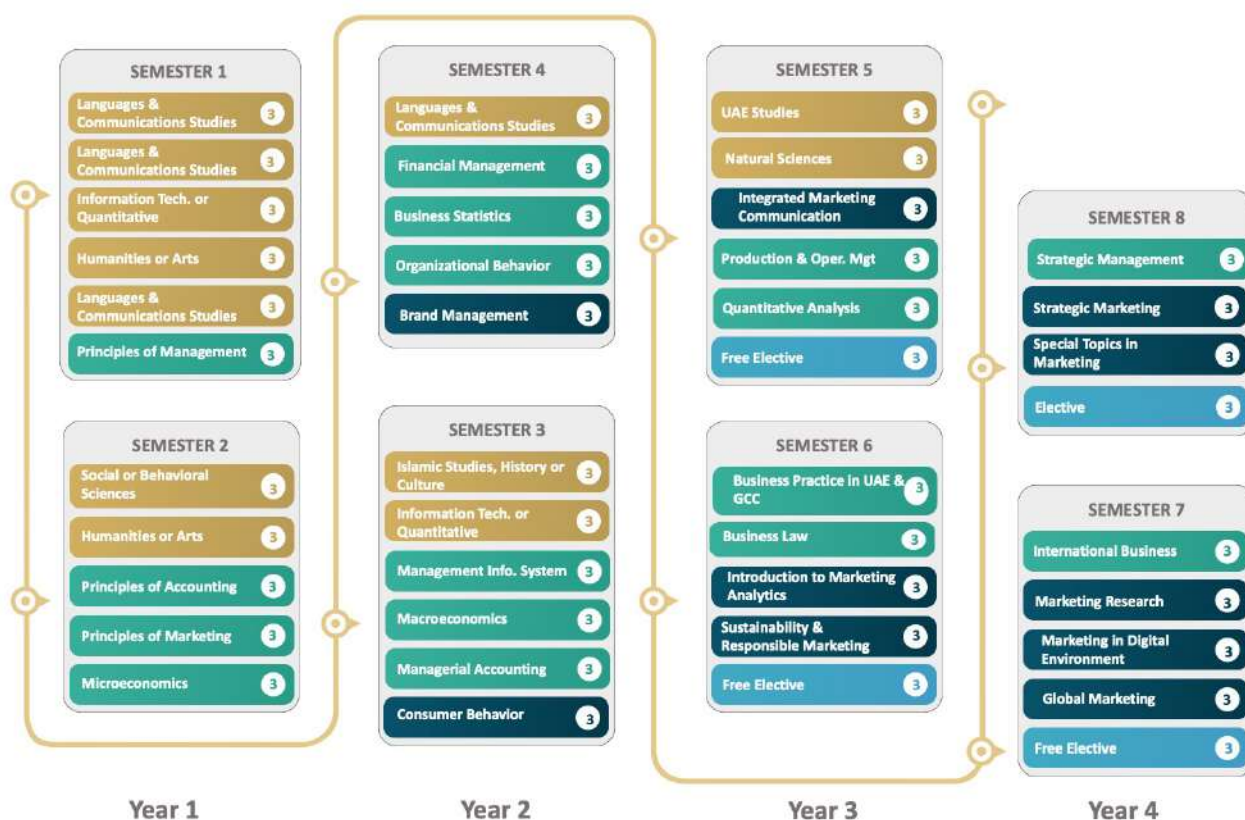 SEMESTER 1
Languages &
Communications Studies
3
Languages &
Communications Studies
3
Information Tech. or
Quantitative
3
Humanities or Arts
3
Languages &
Communications Studies
3
Principles of Management
3
SEMESTER 2
Social or Behavioral
Sciences
3
Humanities or Arts
3
Principles of Accounting
3
Principles of Marketing
3
Microeconomics
3
Year 1
SEMESTER 4
Languages &
Communications Studies
3
Financial Management
3
Business Statistics
3
Organizational Behavior
3
Brand Management
3
SEMESTER 3
Islamic Studies, History or
Culture
3
Information Tech. or
Quantitative
3
Management Info. System
3
Macroeconomics
3
Managerial Accounting
3
Consumer Behavior
3
Year 2
SEMESTER 5
UAE Studies
3
Natural Sciences
3
Integrated Marketing
Communication
3
Production & Oper. Mgt
3
Quantitative Analysis
3
Free Elective
3
SEMESTER 6
Business Practice in UAE &
GCC
3
Business Law
3
Introduction to Marketing
Analytics
3
Sustainability &
Responsible Marketing
3
Free Elective
3
Year 3
SEMESTER 8
Strategic Management
3
Strategic Marketing
3
Special Topics in
Marketing
3
Elective
3
SEMESTER 7
International Business
3
Marketing Research
3
Marketing in Digital
Environment
3
Global Marketing
3
Free Elective
3
Year 4